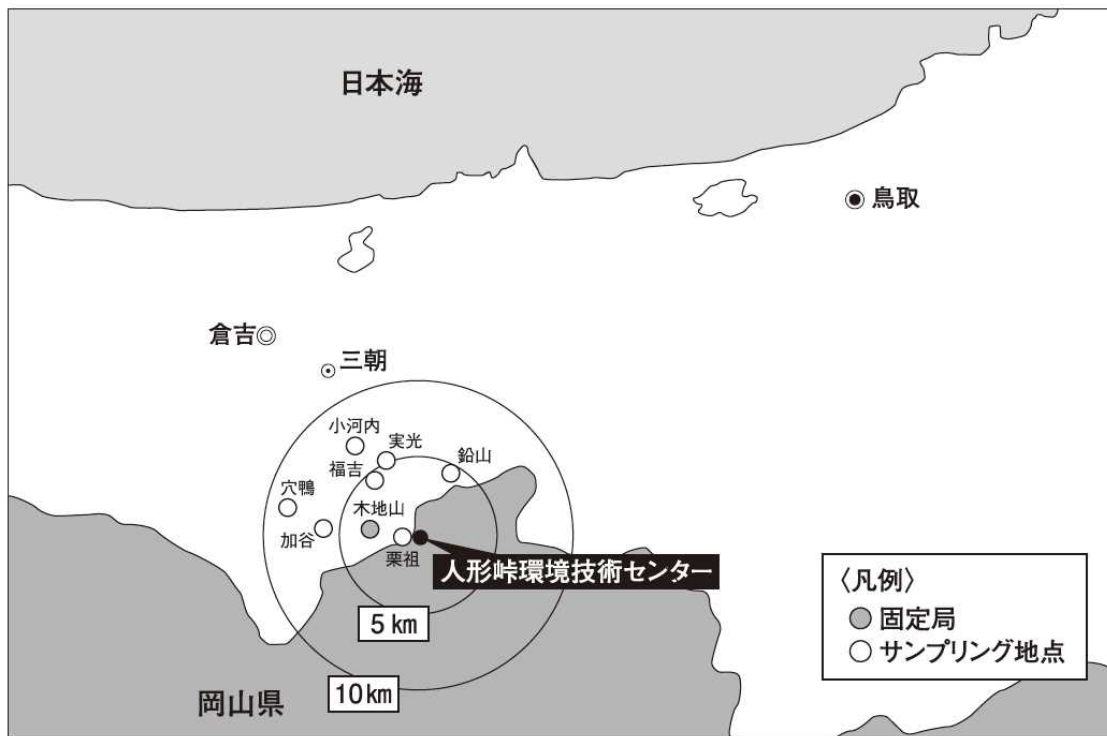 日本海
鳥取
倉吉
三朝
小河内
実光
鉛山
福吉
穴鴨
木地山
加谷
栗祖
人形峠環境技術センター
5km
10km
岡山県
〈凡例〉
固定局
サンプリング地点